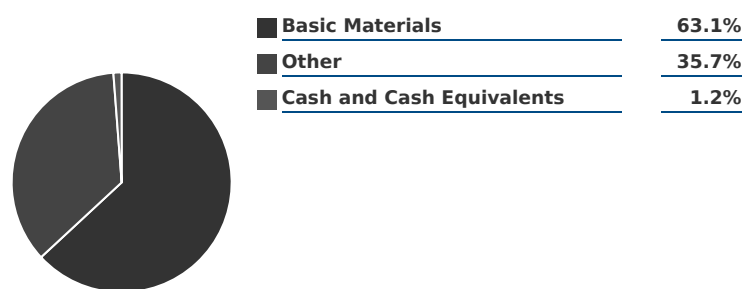 Basic Materials 63.1%
Other 35.7%
Cash and Cash Equivalents 1.2%